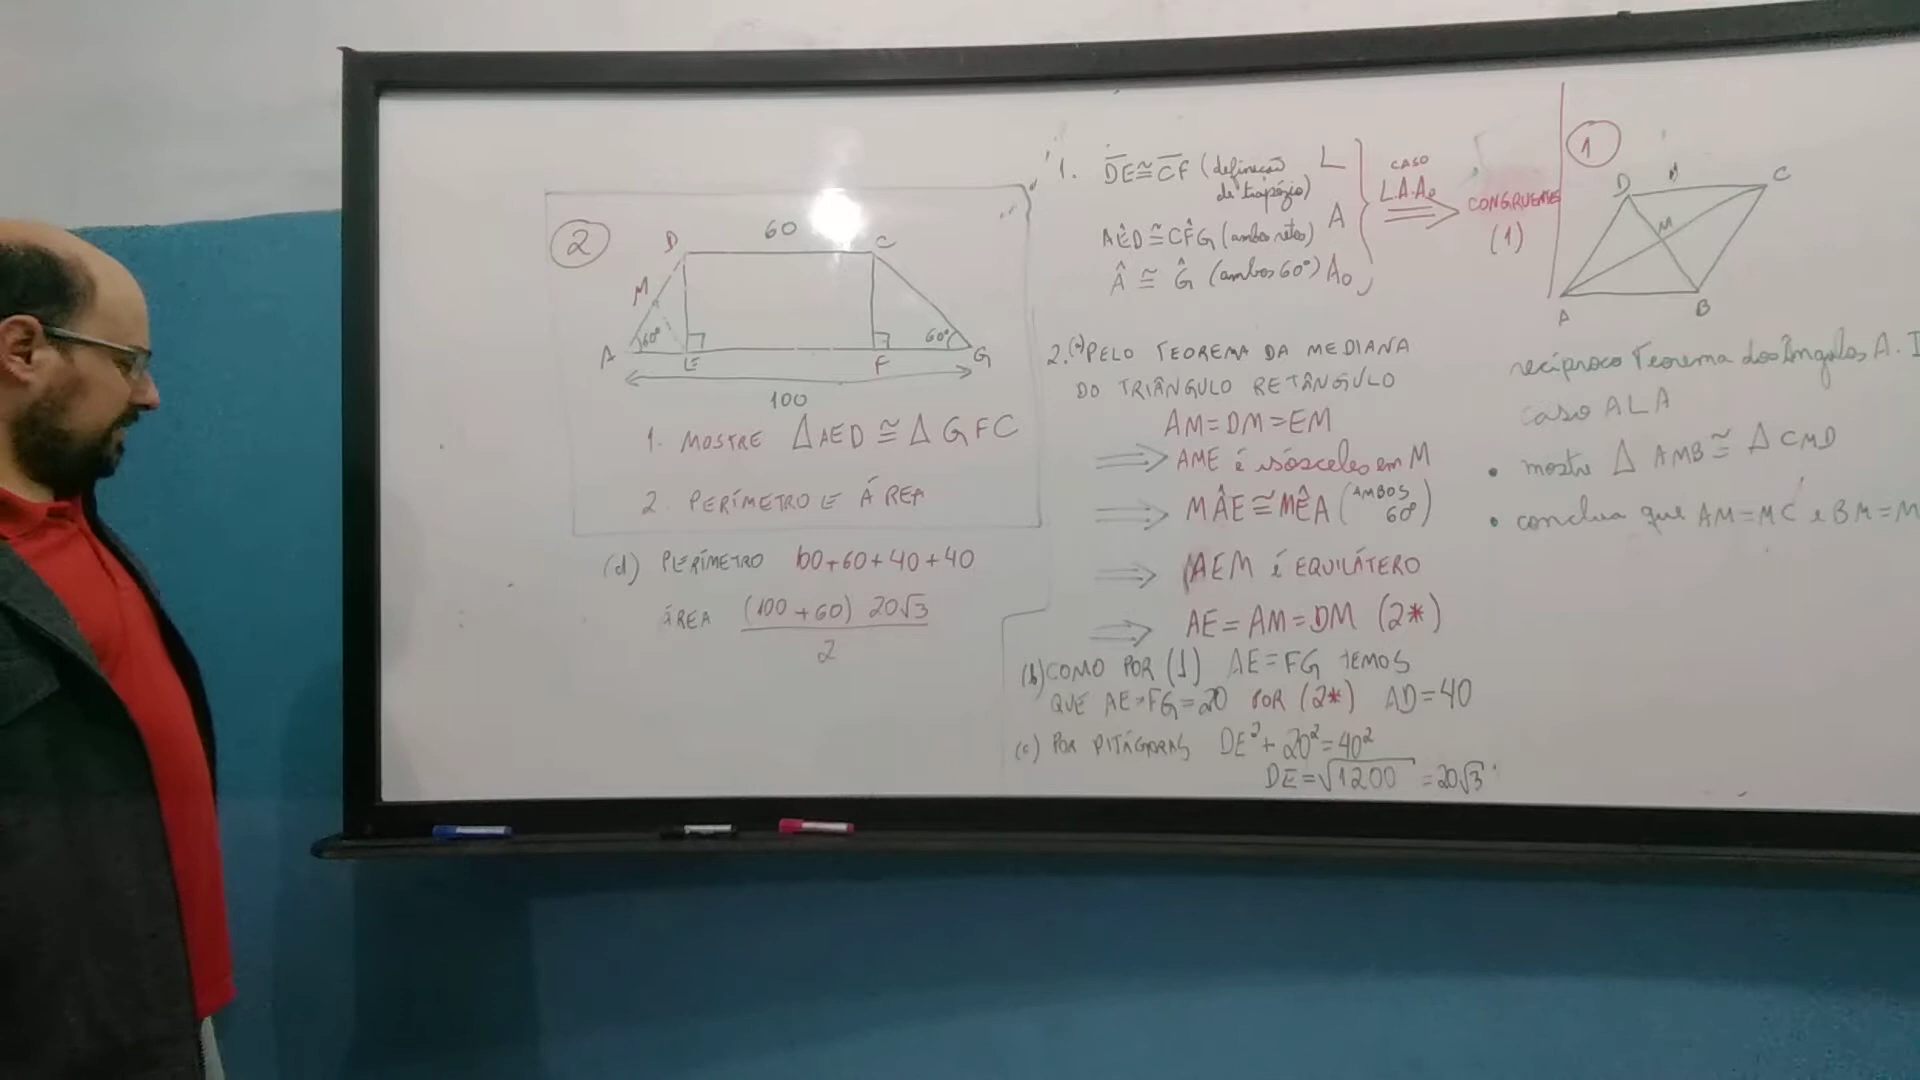 2
D 60 C
M
A 60° E F 60° G
100
1. MOSTRE ΔAED ≅ Δ GFC
2. PERÍMETRO E ÁREA
(d) PERÍMETRO 100+60+40+40
ÁREA (100+60) 20√3
2
1. DE≅CF (definição L
de trapézio)
AÊD≅CF̂G (ambos retos) A
Â ≅ Ĝ (ambos 60°) Ao
CASO
L.A.Ao
CONGRUENTES
(1)
2.(a) PELO TEOREMA DA MEDIANA
DO TRIÂNGULO RETÂNGULO
AM=DM=EM
⇒ AME é isósceles em M
⇒ MÂE≅MÊA (AMBOS
60°)
⇒ AEM É EQUILÁTERO
⇒ AE=AM=DM (2*)
(b) COMO POR (1) AE=FG TEMOS
QUE AE=FG=20 POR (2*) AD=40
(c) POR PITÁGORAS DE²+20²=40²
DE=√1200 =20√3
1
D C
M
A B
recíproco Teorema dos Ângulos A.I
caso ALA
• mostre Δ AMB≅ Δ CMD
• conclua que AM=MC e BM=M